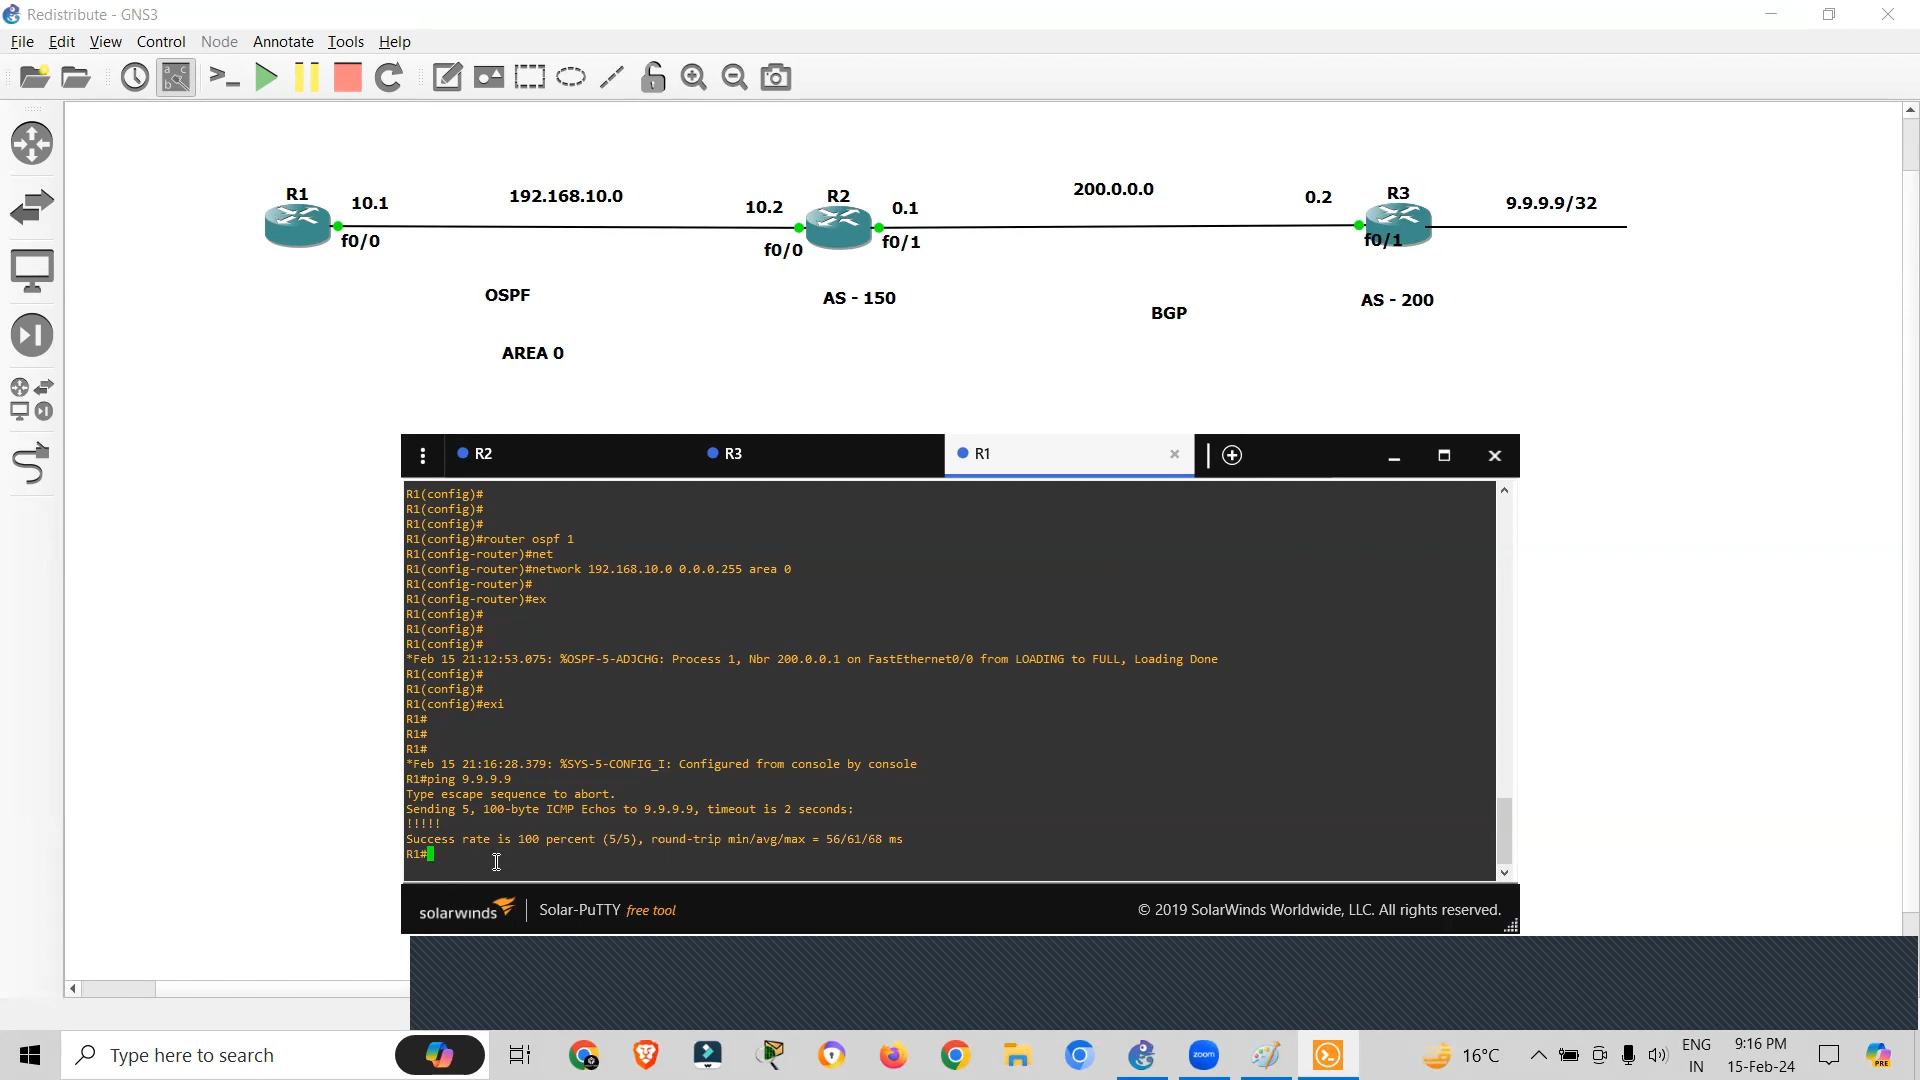 Redistribute - GNS3
File Edit View Control Node Annotate Tools Help
R1
10.1
192.168.10.0
10.2
R2
0.1
200.0.0.0
0.2
R3
9.9.9.9/32
f0/0
f0/0
f0/1
f0/1
OSPF
AS - 150
BGP
AS - 200
AREA 0
R2
R3
R1
R1(config)#
R1(config)#
R1(config)#
R1(config)#router ospf 1
R1(config-router)#net
R1(config-router)#network 192.168.10.0 0.0.0.255 area 0
R1(config-router)#
R1(config-router)#ex
R1(config)#
R1(config)#
R1(config)#
*Feb 15 21:12:53.075: %OSPF-5-ADJCHG: Process 1, Nbr 200.0.0.1 on FastEthernet0/0 from LOADING to FULL, Loading Done
R1(config)#
R1(config)#
R1(config)#exi
R1#
R1#
R1#
*Feb 15 21:16:28.379: %SYS-5-CONFIG_I: Configured from console by console
R1#ping 9.9.9.9
Type escape sequence to abort.
Sending 5, 100-byte ICMP Echos to 9.9.9.9, timeout is 2 seconds:
!!!!!
Success rate is 100 percent (5/5), round-trip min/avg/max = 56/61/68 ms
R1#
solarwinds
Solar-PuTTY free tool
© 2019 SolarWinds Worldwide, LLC. All rights reserved.
Type here to search
zoom
16°C
ENG
IN
9:16 PM
15-Feb-24
PRE